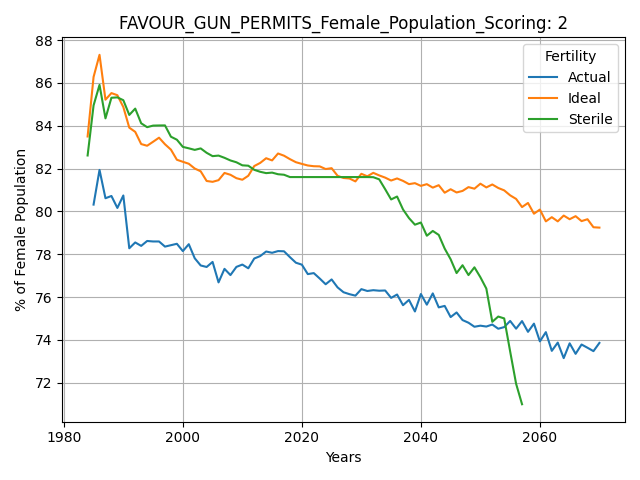 FAVOUR_GUN_PERMITS_Female_Population_Scoring: 2
88
86
84
82
80
78
76
74
72
% of Female Population
Fertility
Actual
Ideal
Sterile
1980 2000 2020 2040 2060
Years